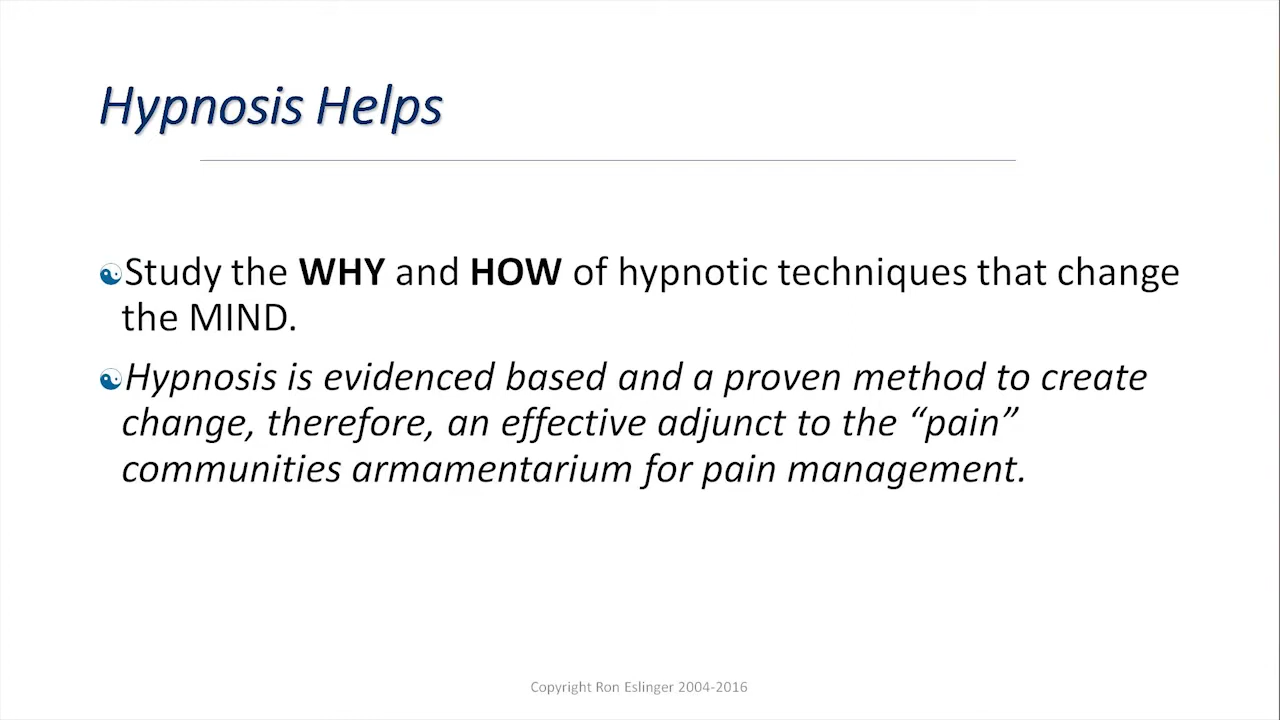 Hypnosis Helps
Study the WHY and HOW of hypnotic techniques that change
the MIND.
Hypnosis is evidenced based and a proven method to create
change, therefore, an effective adjunct to the “pain”
communities armamentarium for pain management.
Copyright Ron Eslinger 2004-2016